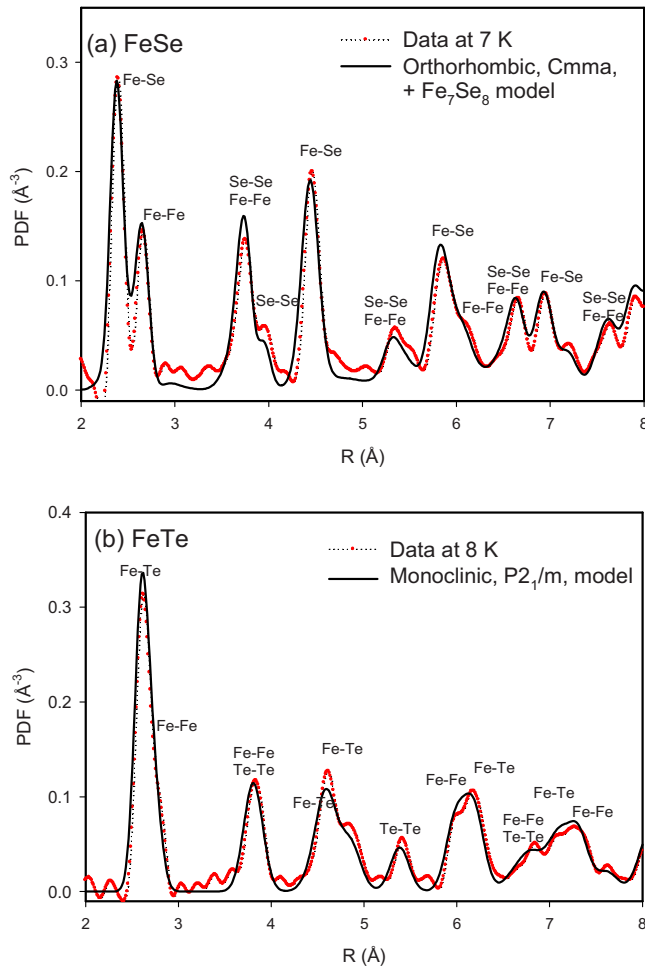 (a) FeSe
Data at 7 K
Orthorhombic, Cmma,
+ Fe₇Se₈ model
Fe-Se
Fe-Fe
Se-Se
Fe-Fe
Se-Se
Fe-Se
Se-Se
Fe-Fe
Fe-Se
Fe-Fe
Se-Se
Fe-Fe
Fe-Se
Se-Se
Fe-Fe
PDF (Å⁻³)
0.3
0.2
0.1
0.0
2 3 4 5 6 7 8
R (Å)
(b) FeTe
Data at 8 K
Monoclinic, P2₁/m, model
Fe-Te
Fe-Fe
Fe-Fe
Te-Te
Fe-Te
Fe-Te
Te-Te
Fe-Fe
Fe-Te
Fe-Fe
Te-Te
Fe-Te
Fe-Fe
PDF (Å⁻³)
0.4
0.3
0.2
0.1
0.0
2 3 4 5 6 7 8
R (Å)